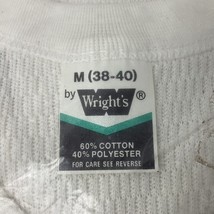 M (38-40)
by Wright's ®
60% COTTON
40% POLYESTER
FOR CARE SEE REVERSE